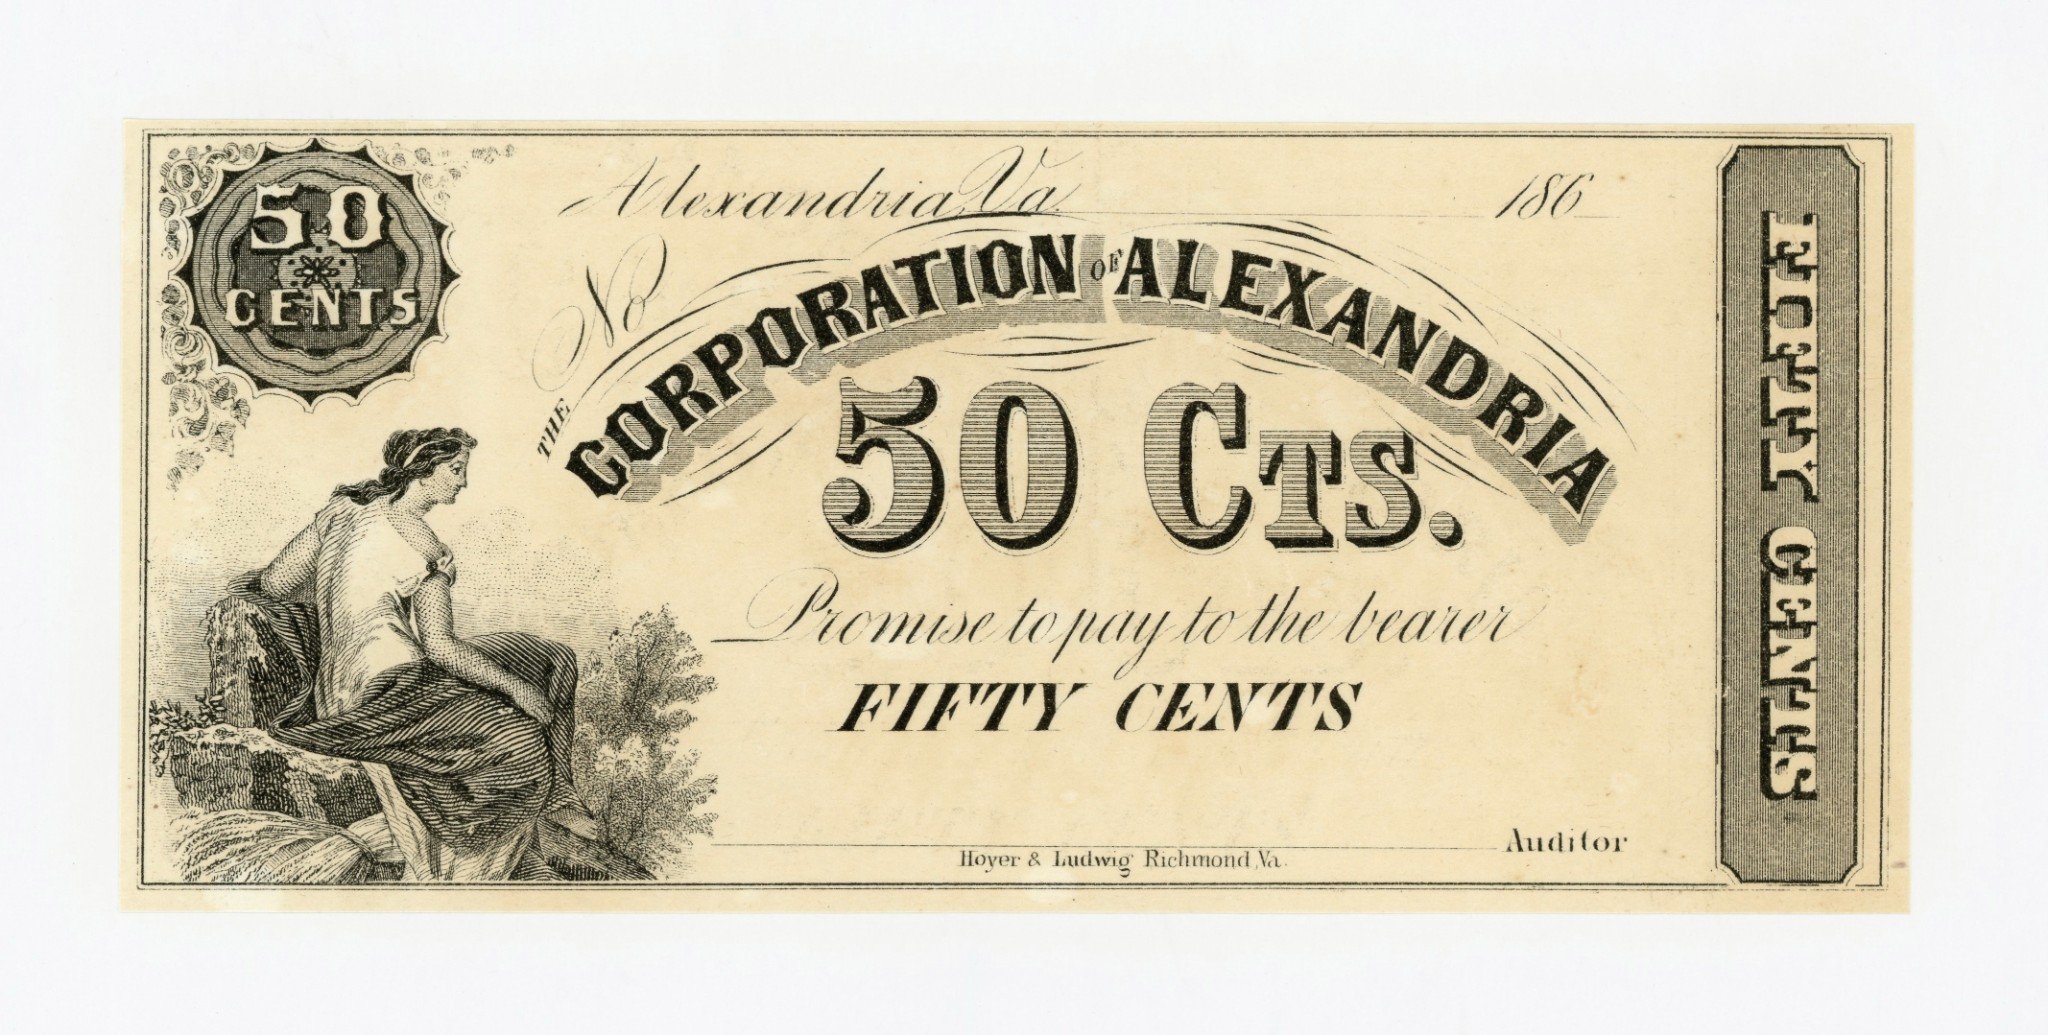 50
CENTS
Alexandria, Va 186
No
THE CORPORATION OF ALEXANDRIA
50 CTS.
Promise to pay to the bearer
FIFTY CENTS
Auditor
Hoyer & Ludwig Richmond, Va.
FIFTY CENTS